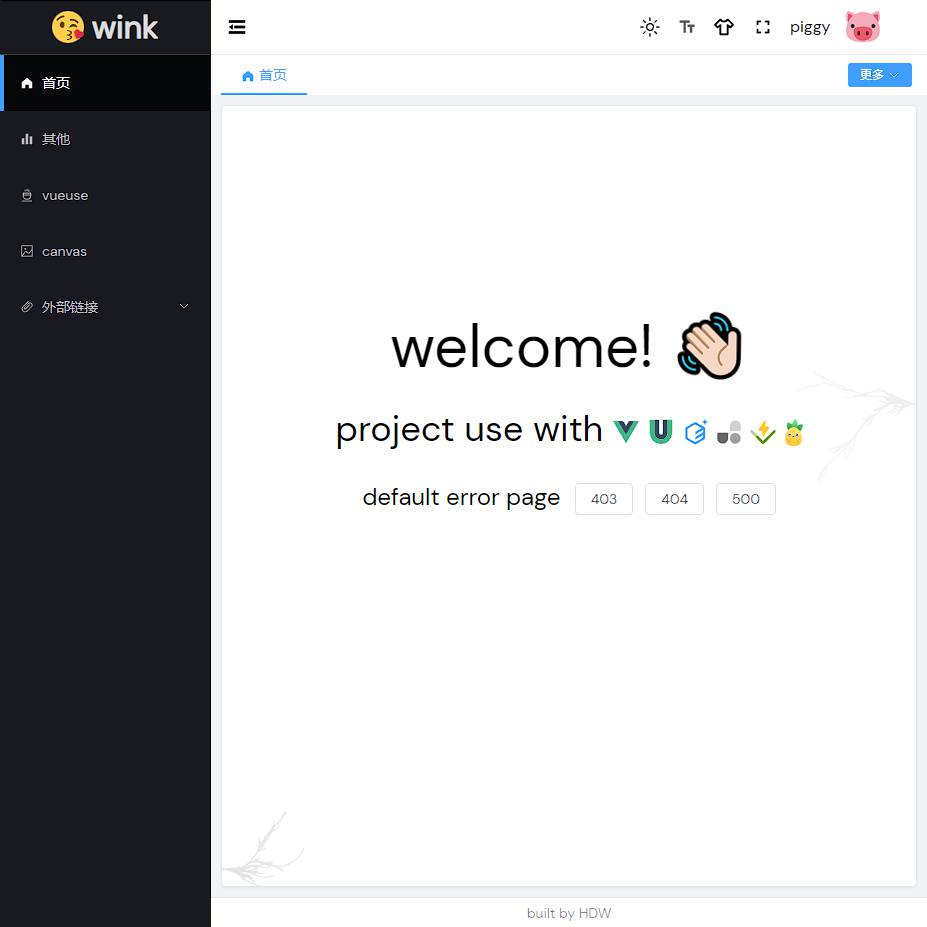 wink
首页
其他
vueuse
canvas
外部链接
piggy
首页
更多
welcome!
project use with
default error page 403 404 500
built by HDW